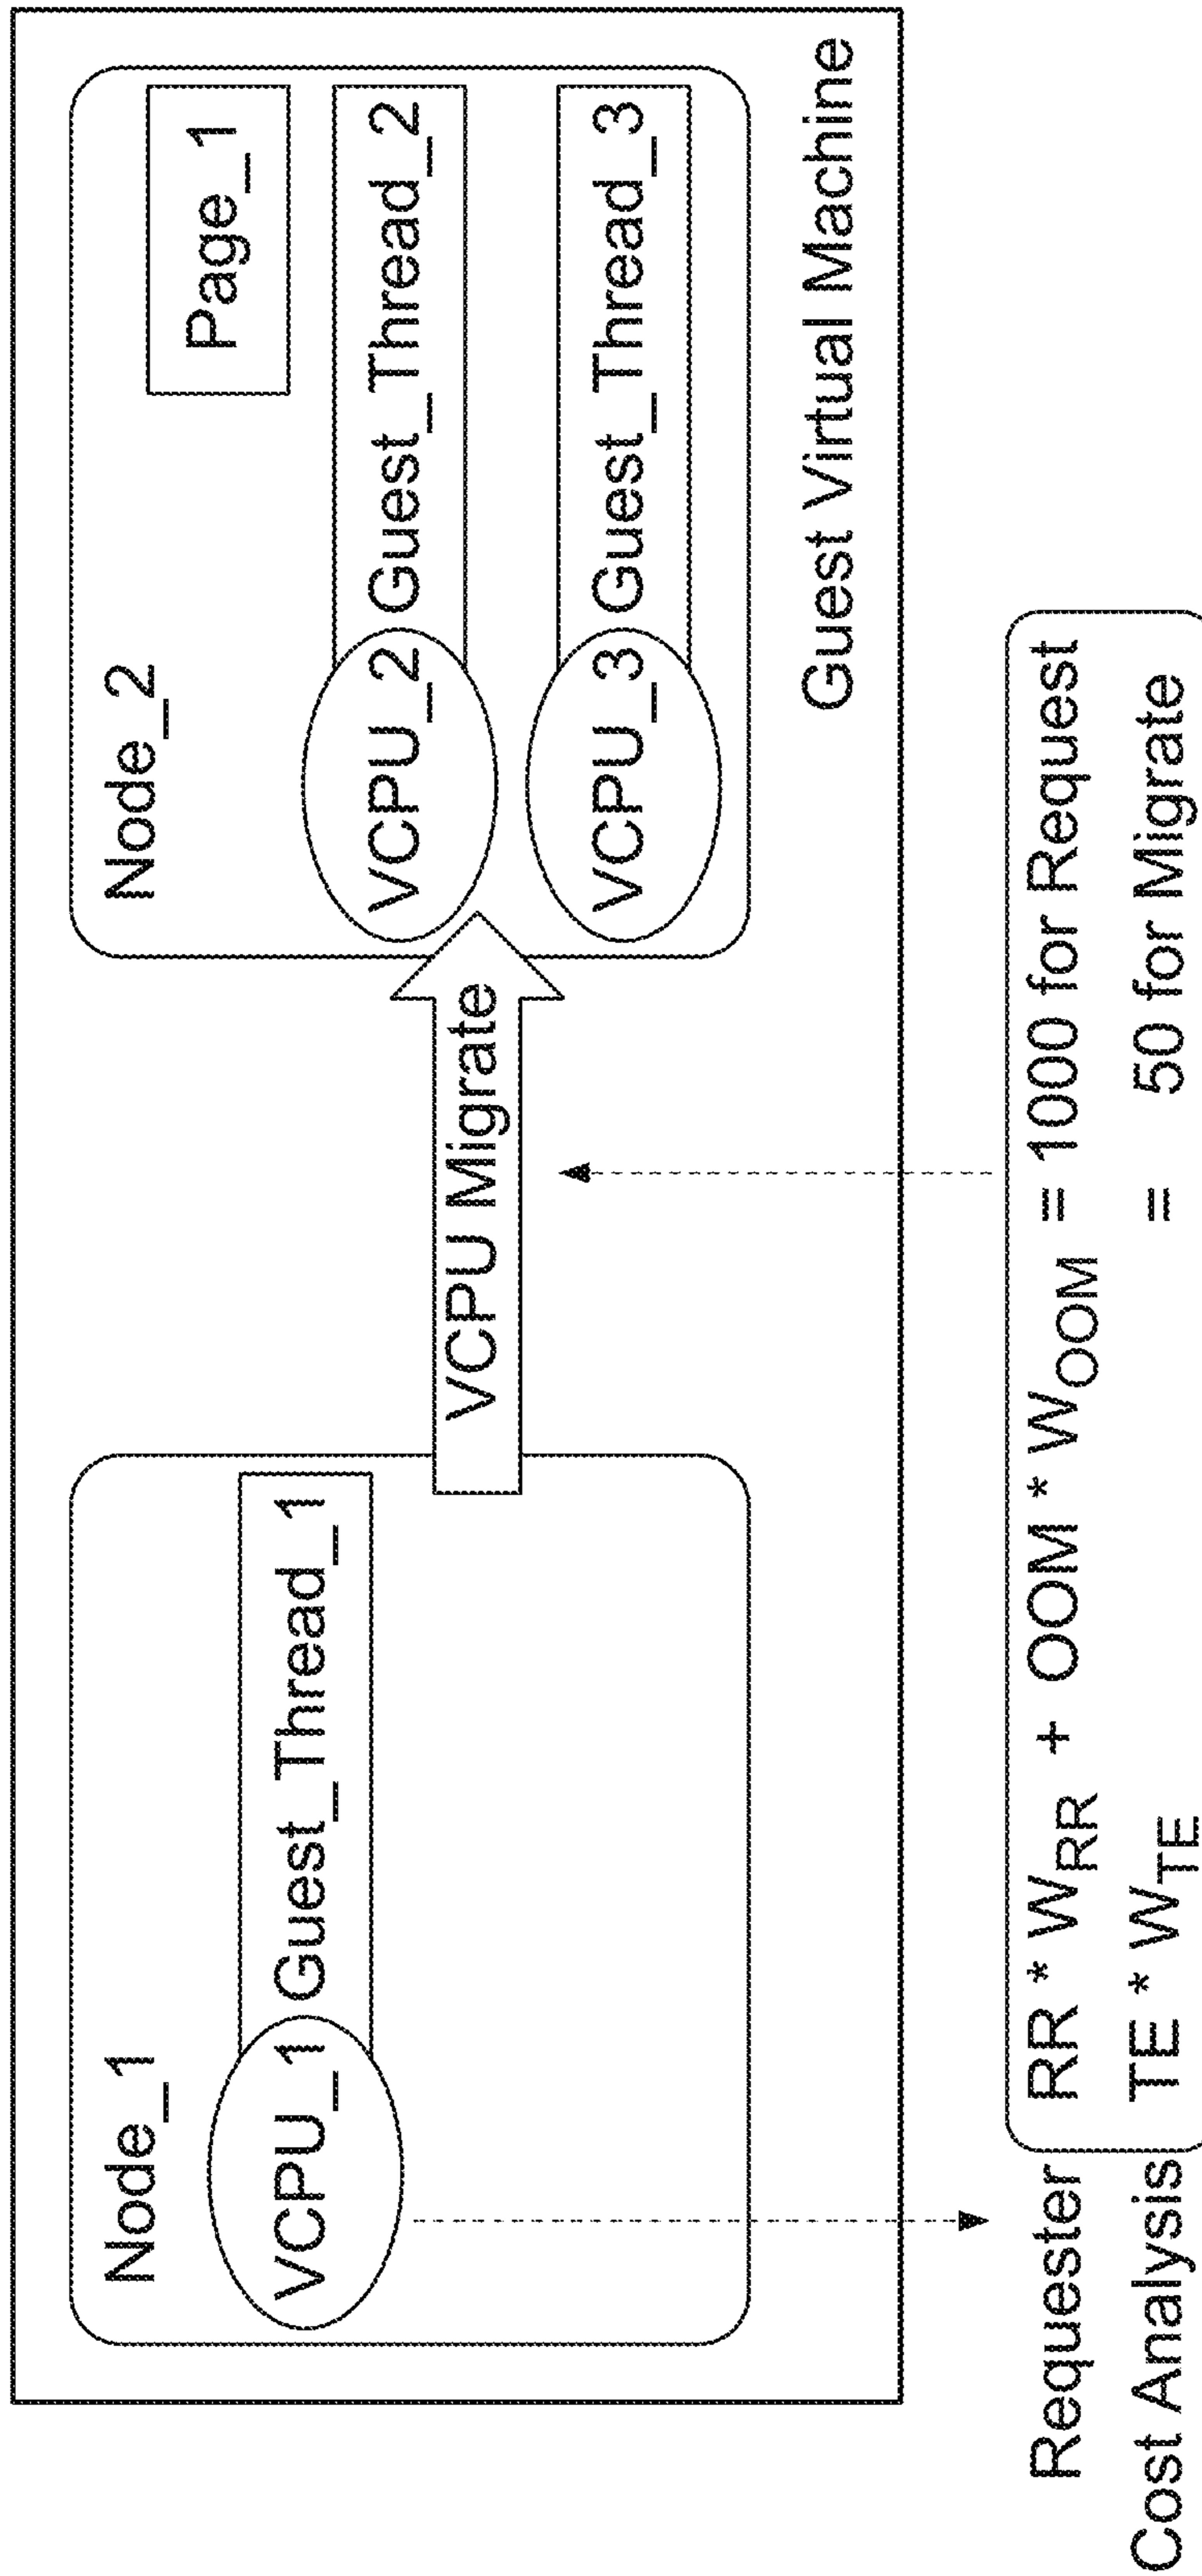 Node_1
VCPU_1 Guest_Thread_1
VCPU Migrate
Node_2
Page_1
VCPU_2 Guest_Thread_2
VCPU_3 Guest_Thread_3
Guest Virtual Machine
Requester
Cost Analysis
RR * W_RR + OOM * W_OOM = 1000 for Request
TE * W_TE = 50 for Migrate